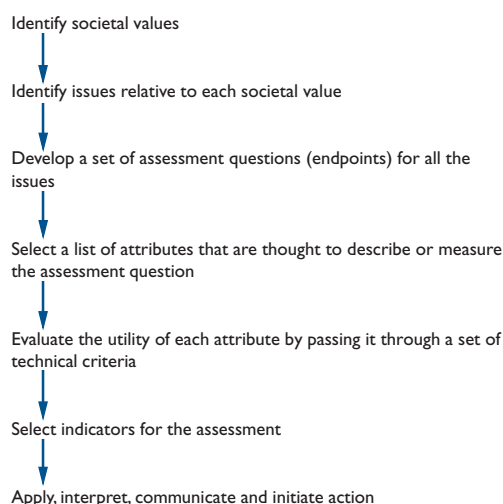 Identify societal values
Identify issues relative to each societal value
Develop a set of assessment questions (endpoints) for all the
issues
Select a list of attributes that are thought to describe or measure
the assessment question
Evaluate the utility of each attribute by passing it through a set of
technical criteria
Select indicators for the assessment
Apply, interpret, communicate and initiate action